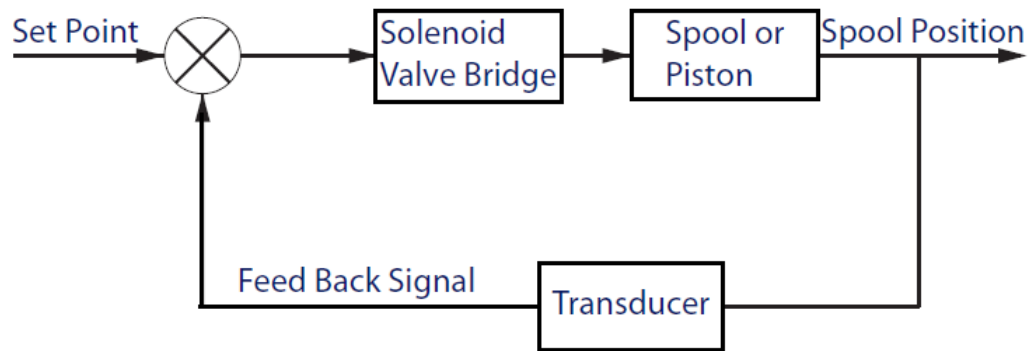 Set Point
Solenoid
Valve Bridge
Spool or
Piston
Spool Position
Feed Back Signal
Transducer